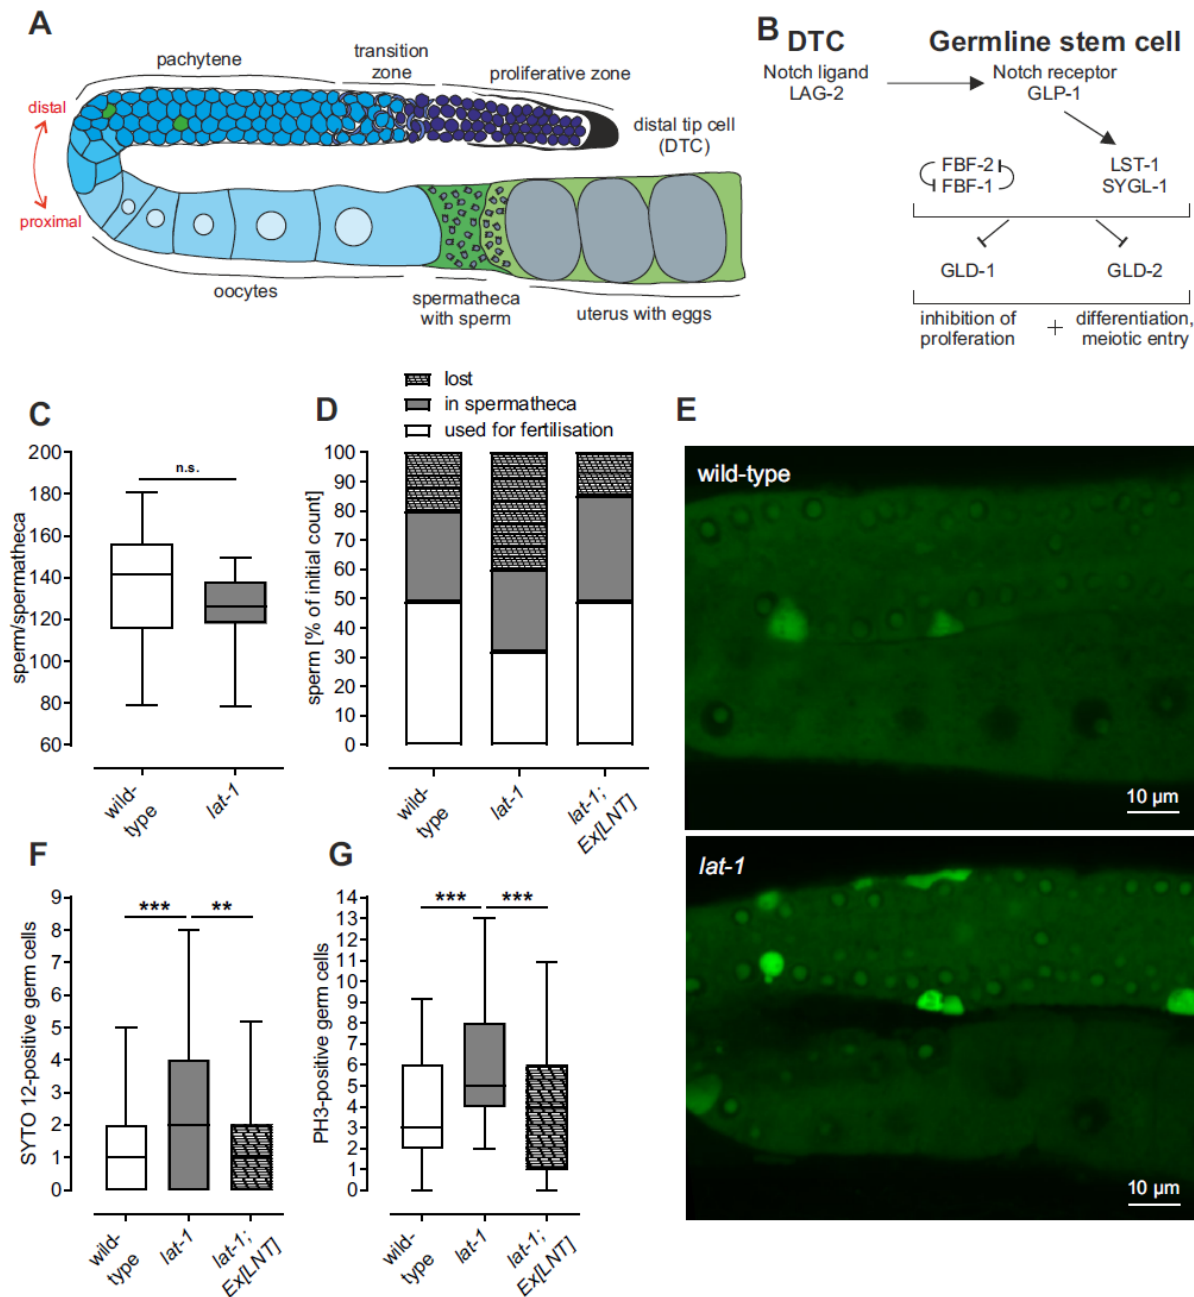 A
pachytene
transition
zone
proliferative zone
distal
proximal
distal tip cell
(DTC)
oocytes
spermatheca
with sperm
uterus with eggs
B
DTC
Germline stem cell
Notch ligand
LAG-2
Notch receptor
GLP-1
FBF-2
FBF-1
LST-1
SYGL-1
GLD-1
GLD-2
inhibition of
proliferation
+
differentiation,
meiotic entry
C
200
180
160
140
120
100
80
60
sperm/spermatheca
n.s.
wild-
type
lat-1
D
lost
in spermatheca
used for fertilisation
100
90
80
70
60
50
40
30
20
10
0
sperm [% of initial count]
wild-
type
lat-1
lat-1;
Ex[LNT]
E
wild-type
10 µm
lat-1
10 µm
F
9
8
7
6
5
4
3
2
1
0
SYTO 12-positive germ cells
***
**
wild-
type
lat-1
lat-1;
Ex[LNT]
G
14
13
12
11
10
9
8
7
6
5
4
3
2
1
0
PH3-positive germ cells
***
***
wild-
type
lat-1
lat-1;
Ex[LNT]